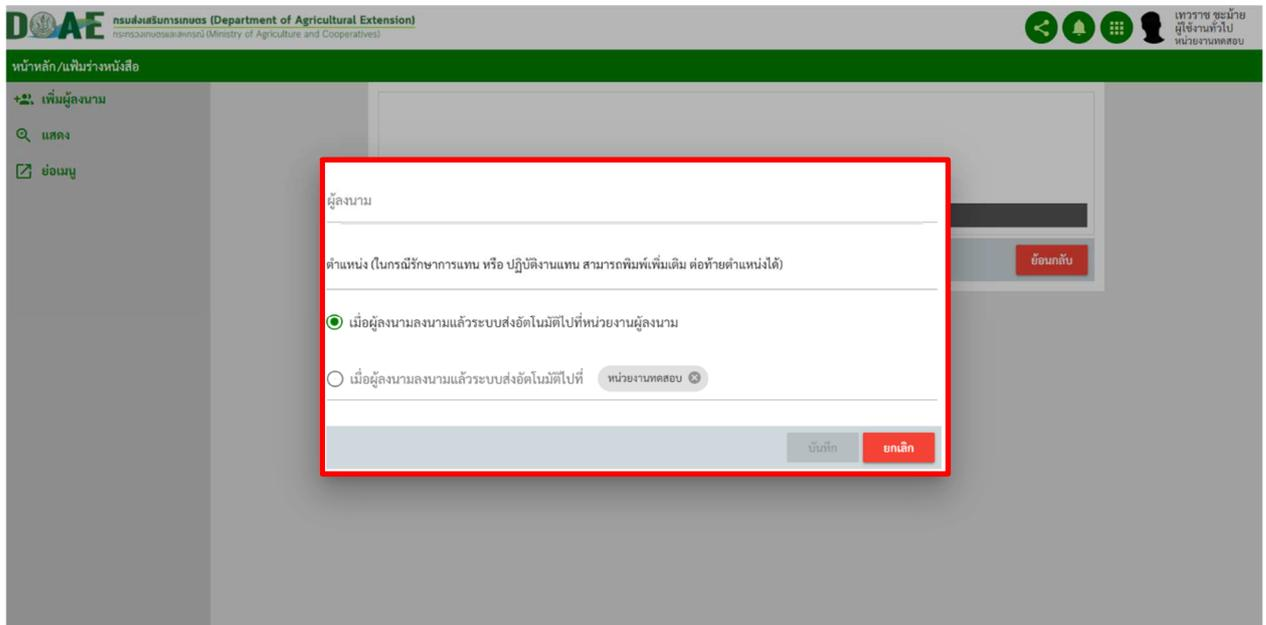 DOAE
กรมส่งเสริมการเกษตร (Department of Agricultural Extension)
กระทรวงเกษตรและสหกรณ์ (Ministry of Agriculture and Cooperatives)
เทวราช ชะม้าย
ผู้ใช้งานทั่วไป
หน่วยงานทดสอบ
หน้าหลัก/แฟ้มร่างหนังสือ
เพิ่มผู้ลงนาม
แสดง
ย่อเมนู
ผู้ลงนาม
ตำแหน่ง (ในกรณีรักษาการแทน หรือ ปฏิบัติงานแทน สามารถพิมพ์เพิ่มเติม ต่อท้ายตำแหน่งได้)
ย้อนกลับ
เมื่อผู้ลงนามลงนามแล้วระบบส่งอัตโนมัติไปที่หน่วยงานผู้ลงนาม
เมื่อผู้ลงนามลงนามแล้วระบบส่งอัตโนมัติไปที่ หน่วยงานทดสอบ
บันทึก ยกเลิก